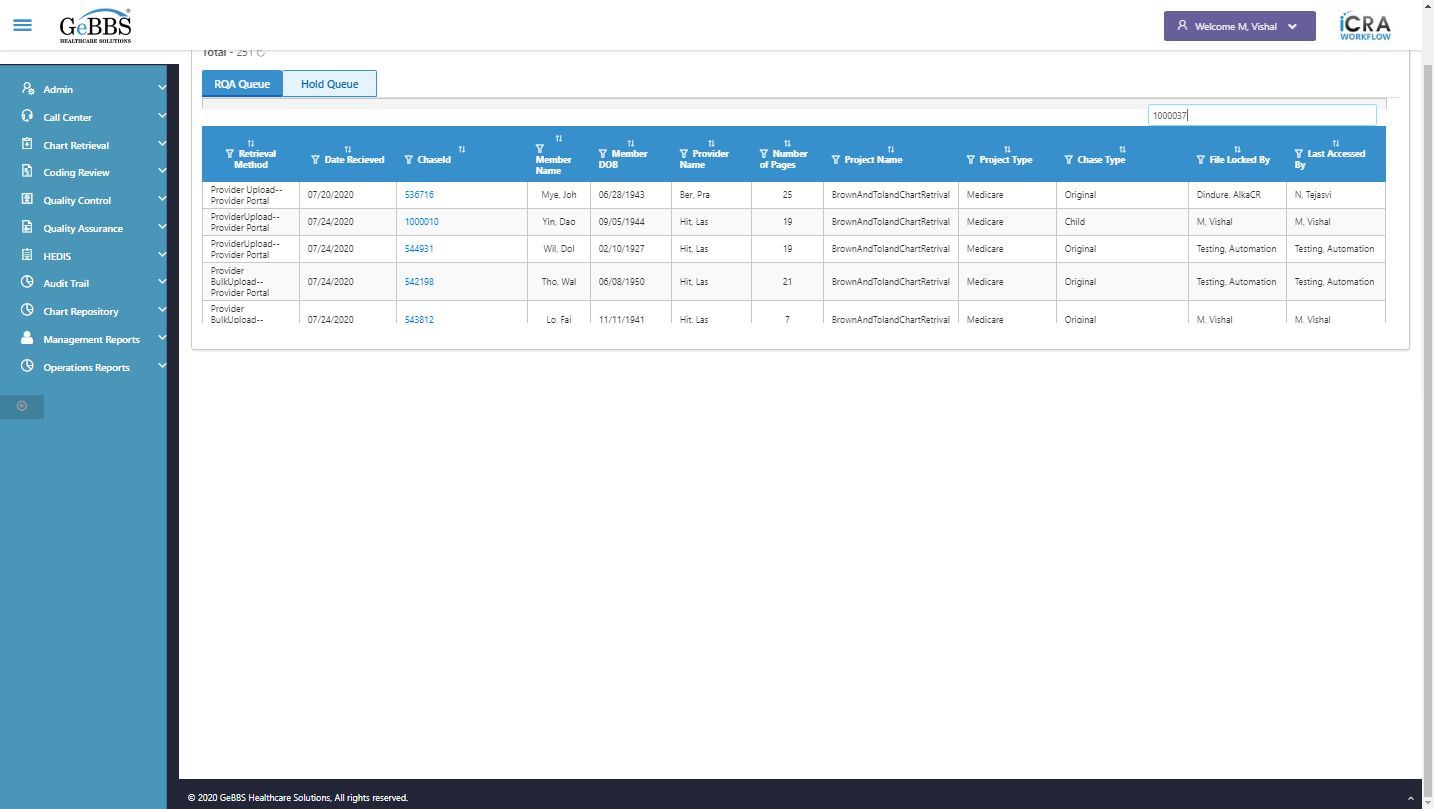 GeBBS
HEALTHCARE SOLUTIONS
Welcome M, Vishal
iCRA
WORKFLOW
Total - 251
Admin
Call Center
Chart Retrieval
Coding Review
Quality Control
Quality Assurance
HEDIS
Audit Trail
Chart Repository
Management Reports
Operations Reports
RQA Queue Hold Queue
1000037
Retrieval Method Date Recieved ChaseId Member Name Member DOB Provider Name Number of Pages Project Name Project Type Chase Type File Locked By Last Accessed By
Provider Upload--Provider Portal 07/20/2020 536716 Mye, Joh 06/28/1943 Ber, Pra 25 BrownAndTolandChartRetrival Medicare Original Dindure, AlkaCR N, Tejasvi
ProviderUpload--Provider Portal 07/24/2020 1000010 Yin, Dao 09/05/1944 Hit, Las 19 BrownAndTolandChartRetrival Medicare Child M, Vishal M, Vishal
ProviderUpload--Provider Portal 07/24/2020 544931 Wil, Dol 02/10/1927 Hit, Las 19 BrownAndTolandChartRetrival Medicare Original Testing, Automation Testing, Automation
Provider BulkUpload--Provider Portal 07/24/2020 542198 Tho, Wal 06/08/1950 Hit, Las 21 BrownAndTolandChartRetrival Medicare Original Testing, Automation Testing, Automation
Provider BulkUpload-- 07/24/2020 543812 Lo, Fai 11/11/1941 Hit, Las 7 BrownAndTolandChartRetrival Medicare Original M, Vishal M, Vishal
© 2020 GeBBS Healthcare Solutions, All rights reserved.